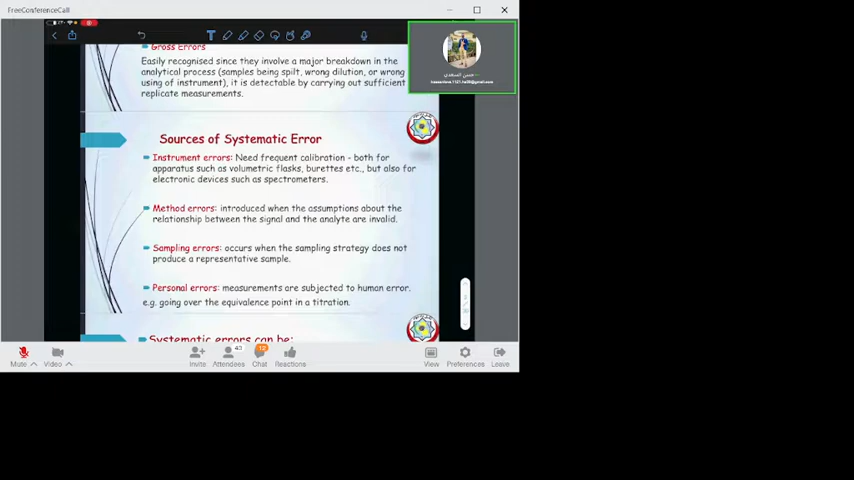 FreeConferenceCall
Gross Errors
Easily recognised since they involve a major breakdown in the
analytical process (samples being spilt, wrong dilution, or wrong
using of instrument), it is detectable by carrying out sufficient
replicate measurements.
حسن السعدي
Sources of Systematic Error
Instrument errors: Need frequent calibration - both for
apparatus such as volumetric flasks, burettes etc., but also for
electronic devices such as spectrometers.
Method errors: introduced when the assumptions about the
relationship between the signal and the analyte are invalid.
Sampling errors: occurs when the sampling strategy does not
produce a representative sample.
Personal errors: measurements are subjected to human error.
e.g. going over the equivalence point in a titration.
Systematic errors can be:
Mute
Video
Invite
43
Attendees
Chat
Reactions
View
Preferences
Leave